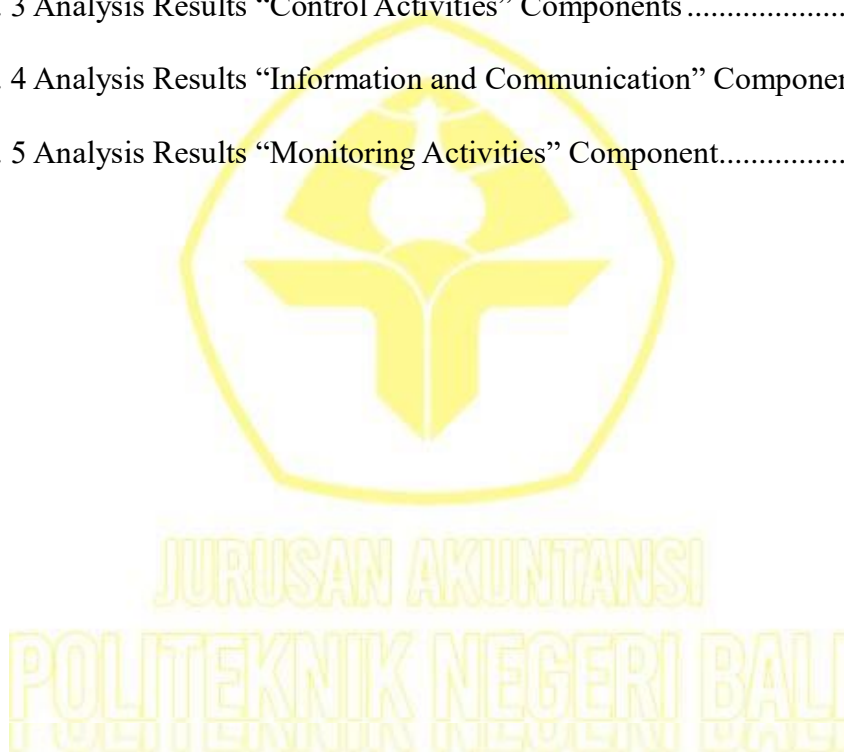 . 3 Analysis Results “Control Activities” Components......................
. 4 Analysis Results “Information and Communication” Componen
. 5 Analysis Results “Monitoring Activities” Component................
JURUSAN AKUNTANSI
POLITEKNIK NEGERI BALI